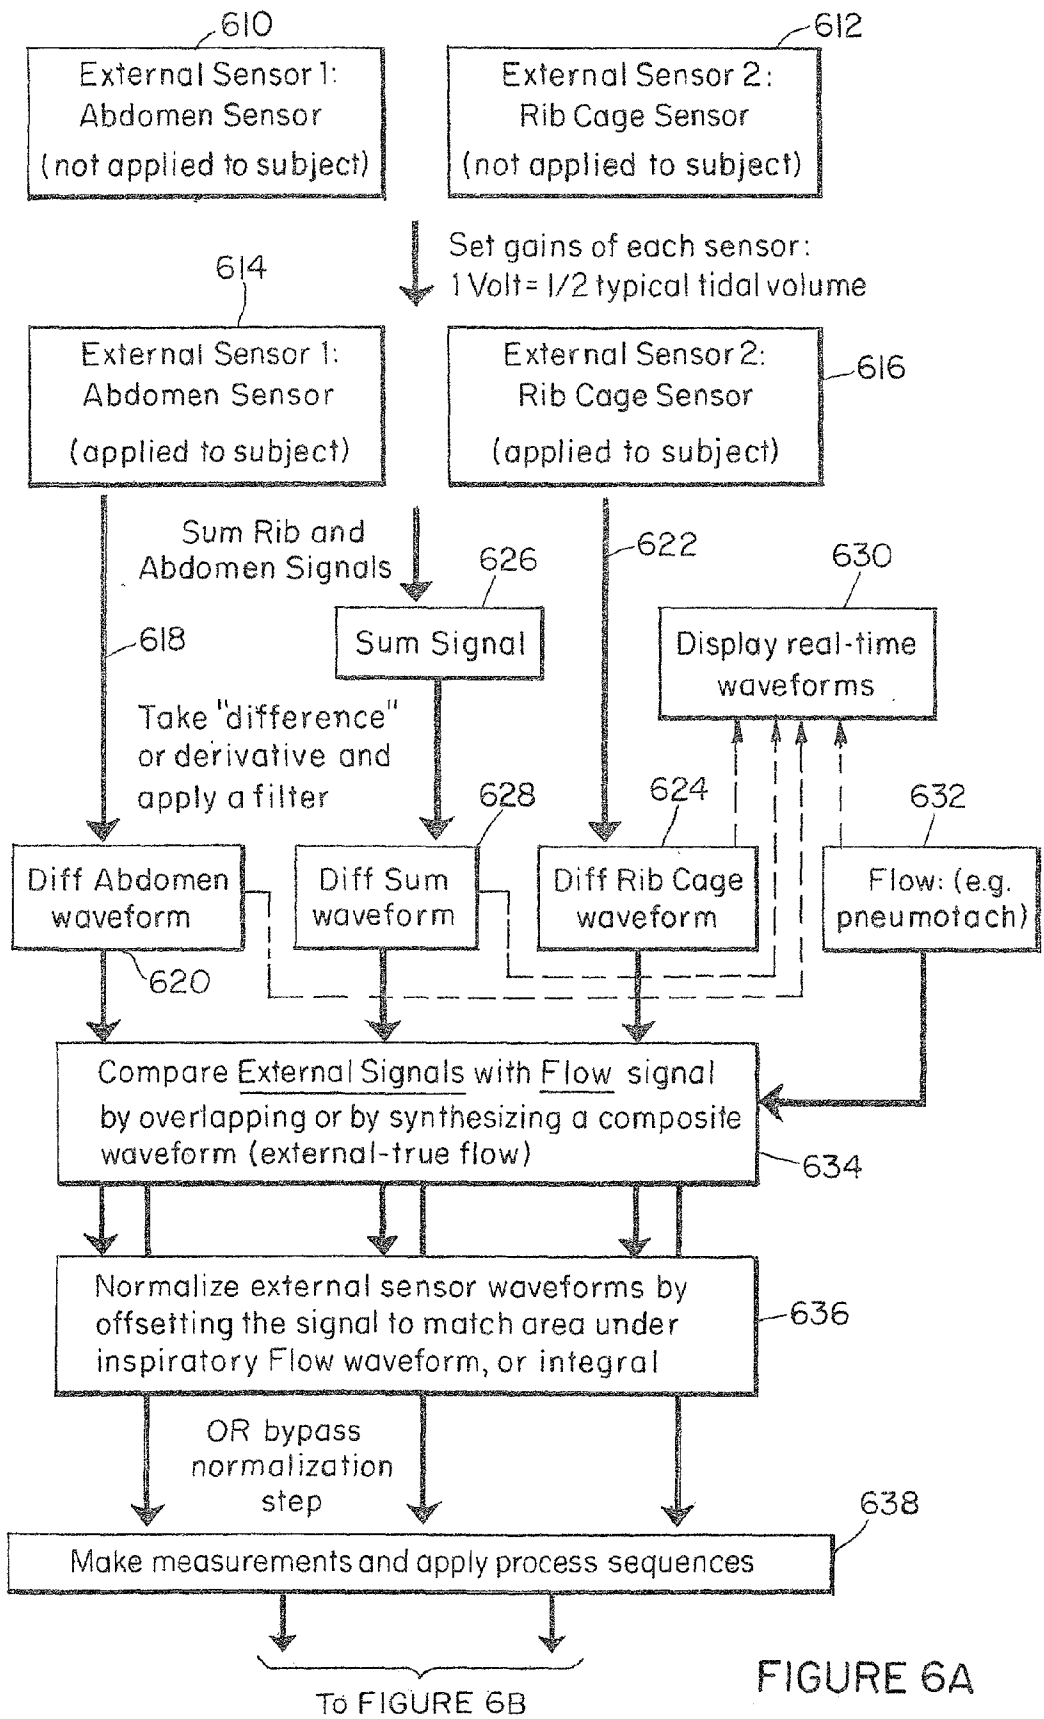 610
External Sensor 1:
Abdomen Sensor
(not applied to subject)
612
External Sensor 2:
Rib Cage Sensor
(not applied to subject)
Set gains of each sensor:
1 Volt = 1/2 typical tidal volume
614
External Sensor 1:
Abdomen Sensor
(applied to subject)
External Sensor 2:
Rib Cage Sensor
(applied to subject)
616
Sum Rib and
Abdomen Signals
626
Sum Signal
622
630
Display real-time
waveforms
618
Take "difference"
or derivative and
apply a filter
628
624
632
Diff Abdomen
waveform
620
Diff Sum
waveform
Diff Rib Cage
waveform
Flow: (e.g.
pneumotach)
Compare External Signals with Flow signal
by overlapping or by synthesizing a composite
waveform (external-true flow)
634
Normalize external sensor waveforms by
offsetting the signal to match area under
inspiratory Flow waveform, or integral
636
OR bypass
normalization
step
638
Make measurements and apply process sequences
To FIGURE 6B
FIGURE 6A